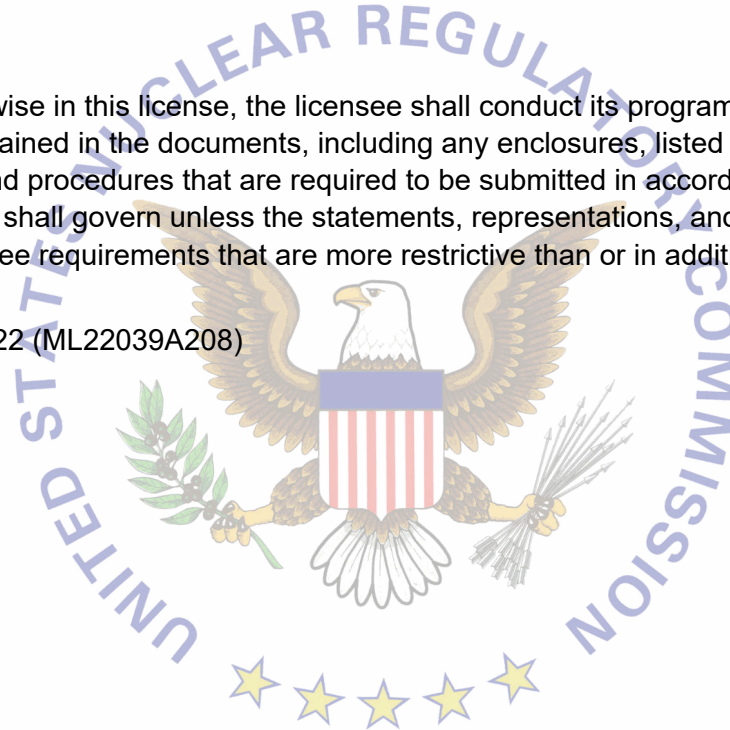 UNITED STATES NUCLEAR REGULATORY COMMISSION
wise in this license, the licensee shall conduct its program
ained in the documents, including any enclosures, listed
nd procedures that are required to be submitted in accord
shall govern unless the statements, representations, and
ee requirements that are more restrictive than or in addit
22 (ML22039A208)